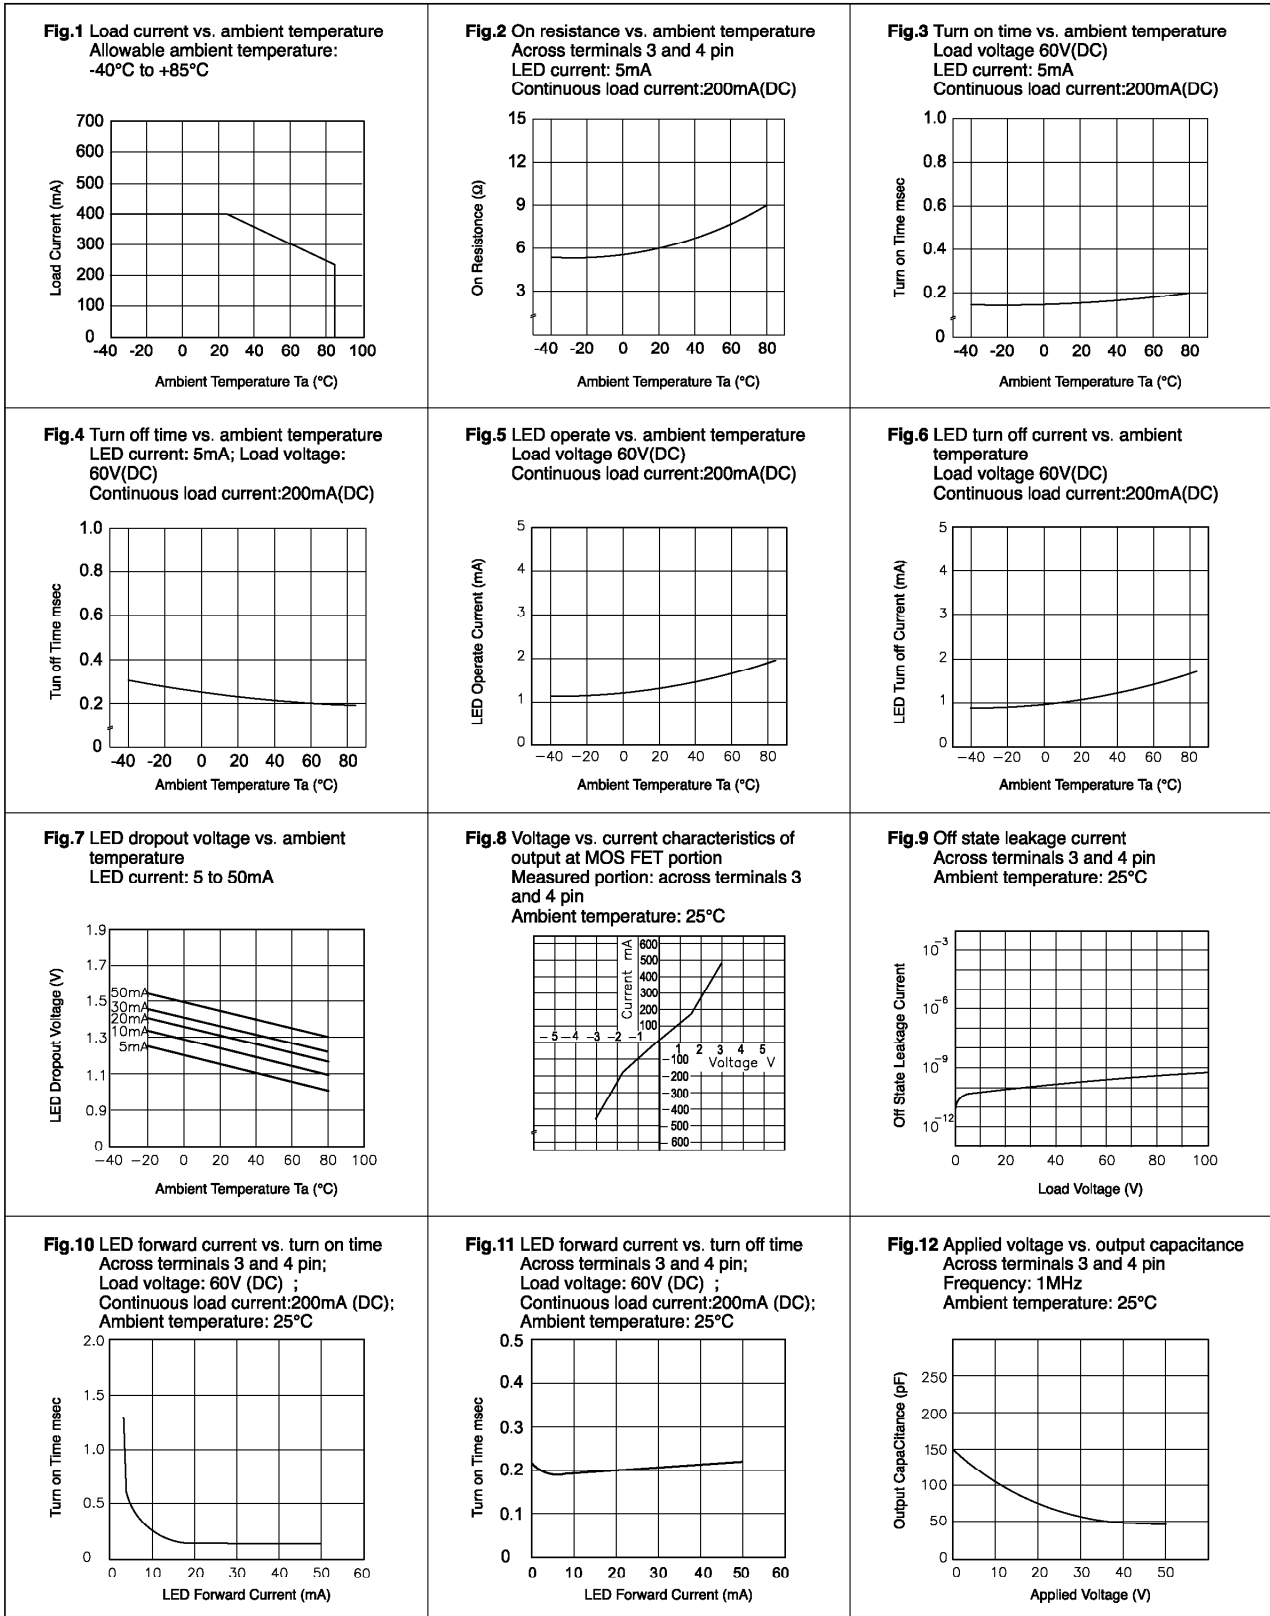 Fig.1 Load current vs. ambient temperature
Allowable ambient temperature:
-40°C to +85°C
700
600
500
400
300
200
100
0
Load Current (mA)
-40 -20 0 20 40 60 80 100
Ambient Temperature Ta (°C)
Fig.2 On resistance vs. ambient temperature
Across terminals 3 and 4 pin
LED current: 5mA
Continuous load current:200mA(DC)
15
12
9
6
3
On Resistonce (Ω)
-40 -20 0 20 40 60 80
Ambient Temperature Ta (°C)
Fig.3 Turn on time vs. ambient temperature
Load voltage 60V(DC)
LED current: 5mA
Continuous load current:200mA(DC)
1.0
0.8
0.6
0.4
0.2
0
Turn on Time msec
-40 -20 0 20 40 60 80
Ambient Temperature Ta (°C)
Fig.4 Turn off time vs. ambient temperature
LED current: 5mA; Load voltage:
60V(DC)
Continuous load current:200mA(DC)
1.0
0.8
0.6
0.4
0.2
0
Tun off Time msec
-40 -20 0 20 40 60 80
Ambient Temperature Ta (°C)
Fig.5 LED operate vs. ambient temperature
Load voltage 60V(DC)
Continuous load current:200mA(DC)
5
4
3
2
1
0
LED Operate Current (mA)
−40 −20 0 20 40 60 80
Ambient Temperature Ta (°C)
Fig.6 LED turn off current vs. ambient
temperature
Load voltage 60V(DC)
Continuous load current:200mA(DC)
5
4
3
2
1
0
LED Turn off Current (mA)
−40 −20 0 20 40 60 80
Ambient Temperature Ta (°C)
Fig.7 LED dropout voltage vs. ambient
temperature
LED current: 5 to 50mA
1.9
1.7
1.5
1.3
1.1
0.9
0
LED Dropout Voltage (V)
50mA
30mA
20mA
10mA
5mA
−40 −20 0 20 40 60 80 100
Ambient Temperature Ta (°C)
Fig.8 Voltage vs. current characteristics of
output at MOS FET portion
Measured portion: across terminals 3
and 4 pin
Ambient temperature: 25°C
Current mA
600
500
400
300
200
100
−5 −4 −3 −2 −1
1 2 3 4 5
Voltage V
−100
−200
−300
−400
−500
−600
Fig.9 Off state leakage current
Across terminals 3 and 4 pin
Ambient temperature: 25°C
10−3
10−6
10−9
10−12
Off State Leakage Current
0 20 40 60 80 100
Load Voltage (V)
Fig.10 LED forward current vs. turn on time
Across terminals 3 and 4 pin;
Load voltage: 60V (DC) ;
Continuous load current:200mA (DC);
Ambient temperature: 25°C
2.0
1.5
1.0
0.5
0
Turn on Time msec
0 10 20 30 40 50 60
LED Forward Current (mA)
Fig.11 LED forward current vs. turn off time
Across terminals 3 and 4 pin;
Load voltage: 60V (DC) ;
Continuous load current:200mA (DC);
Ambient temperature: 25°C
0.5
0.4
0.3
0.2
0.1
0
Turn on Time msec
0 10 20 30 40 50 60
LED Forward Current (mA)
Fig.12 Applied voltage vs. output capacitance
Across terminals 3 and 4 pin
Frequency: 1MHz
Ambient temperature: 25°C
250
200
150
100
50
0
Output CapaCitance (pF)
0 10 20 30 40 50
Applied Voltage (V)